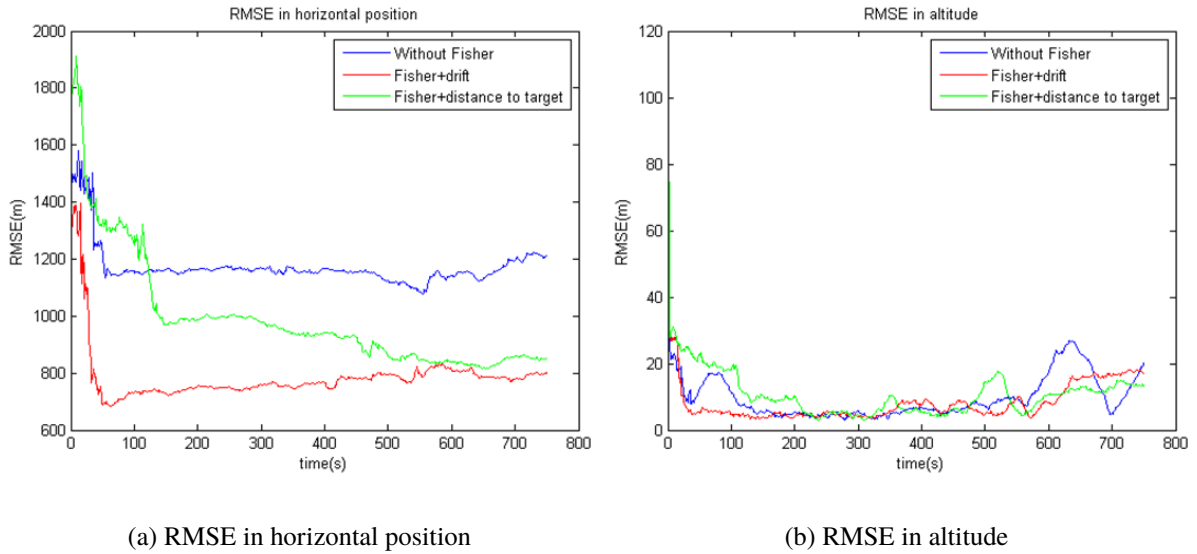 RMSE in horizontal position
2000
1800
1600
1400
1200
1000
800
600
RMSE(m)
0 100 200 300 400 500 600 700 800
time(s)
Without Fisher
Fisher+drift
Fisher+distance to target
(a) RMSE in horizontal position
RMSE in altitude
120
100
80
60
40
20
0
RMSE(m)
0 100 200 300 400 500 600 700 800
time(s)
Without Fisher
Fisher+drift
Fisher+distance to target
(b) RMSE in altitude